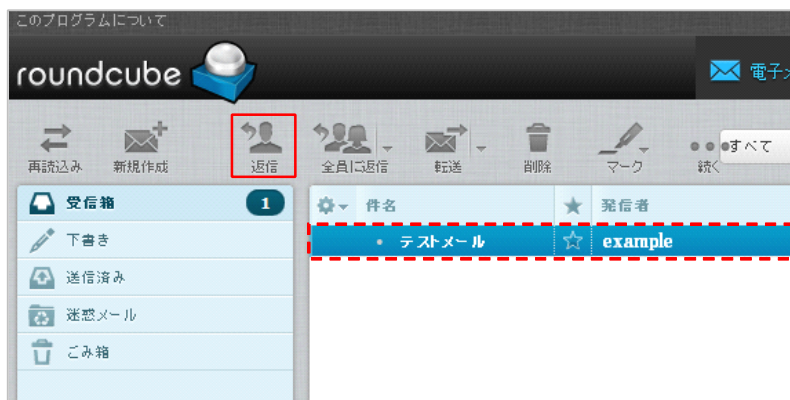 このプログラムについて
roundcube
電子メ
再読込み 新規作成 返信 全員に返信 転送 削除 マーク 続く すべて
受信箱 1 件名 発信者
下書き テストメール example
送信済み
迷惑メール
ごみ箱